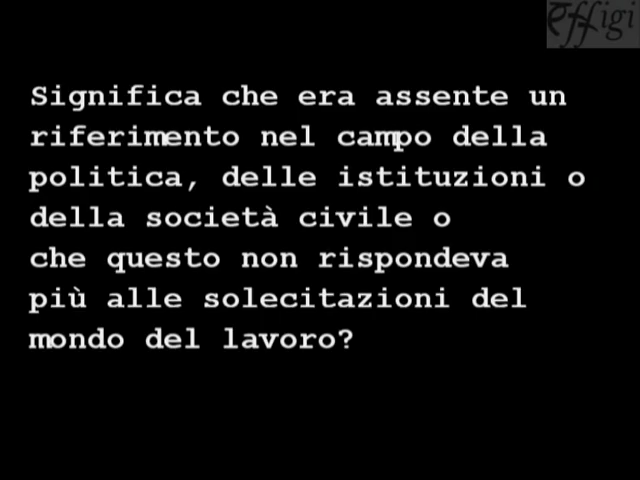 effigi
Significa che era assente un
riferimento nel campo della
politica, delle istituzioni o
della società civile o
che questo non rispondeva
più alle solecitazioni del
mondo del lavoro?